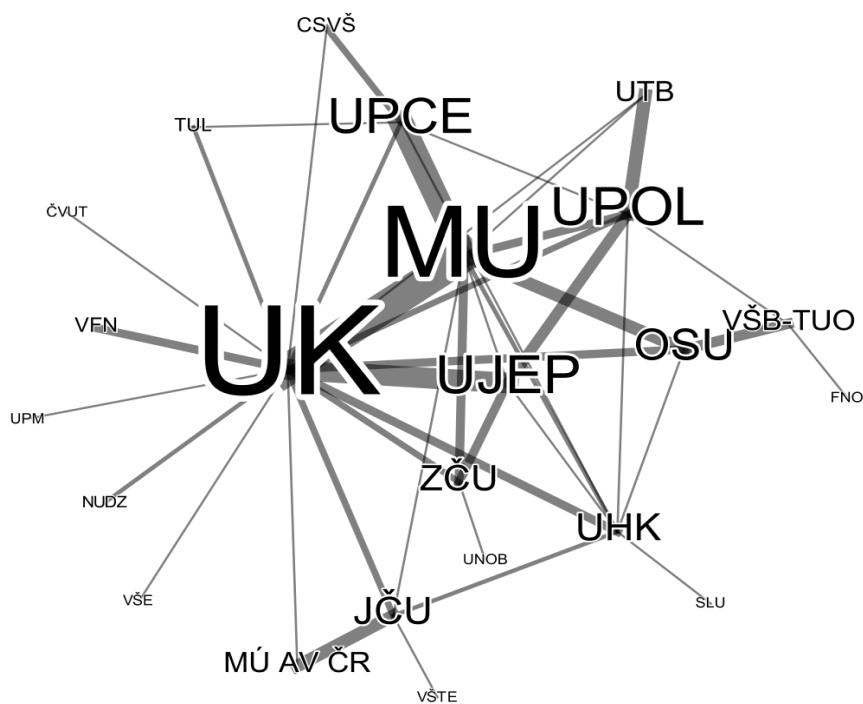 CSVŠ
UTB
UPCE
TUL
UPOL
ČVUT
MU
VFN
VŠB-TUO
OSU
UK
UJEP
FNO
UPM
ZČU
NUDZ
UHK
UNOB
VŠE
SLU
JČU
MÚ AV ČR
VŠTE